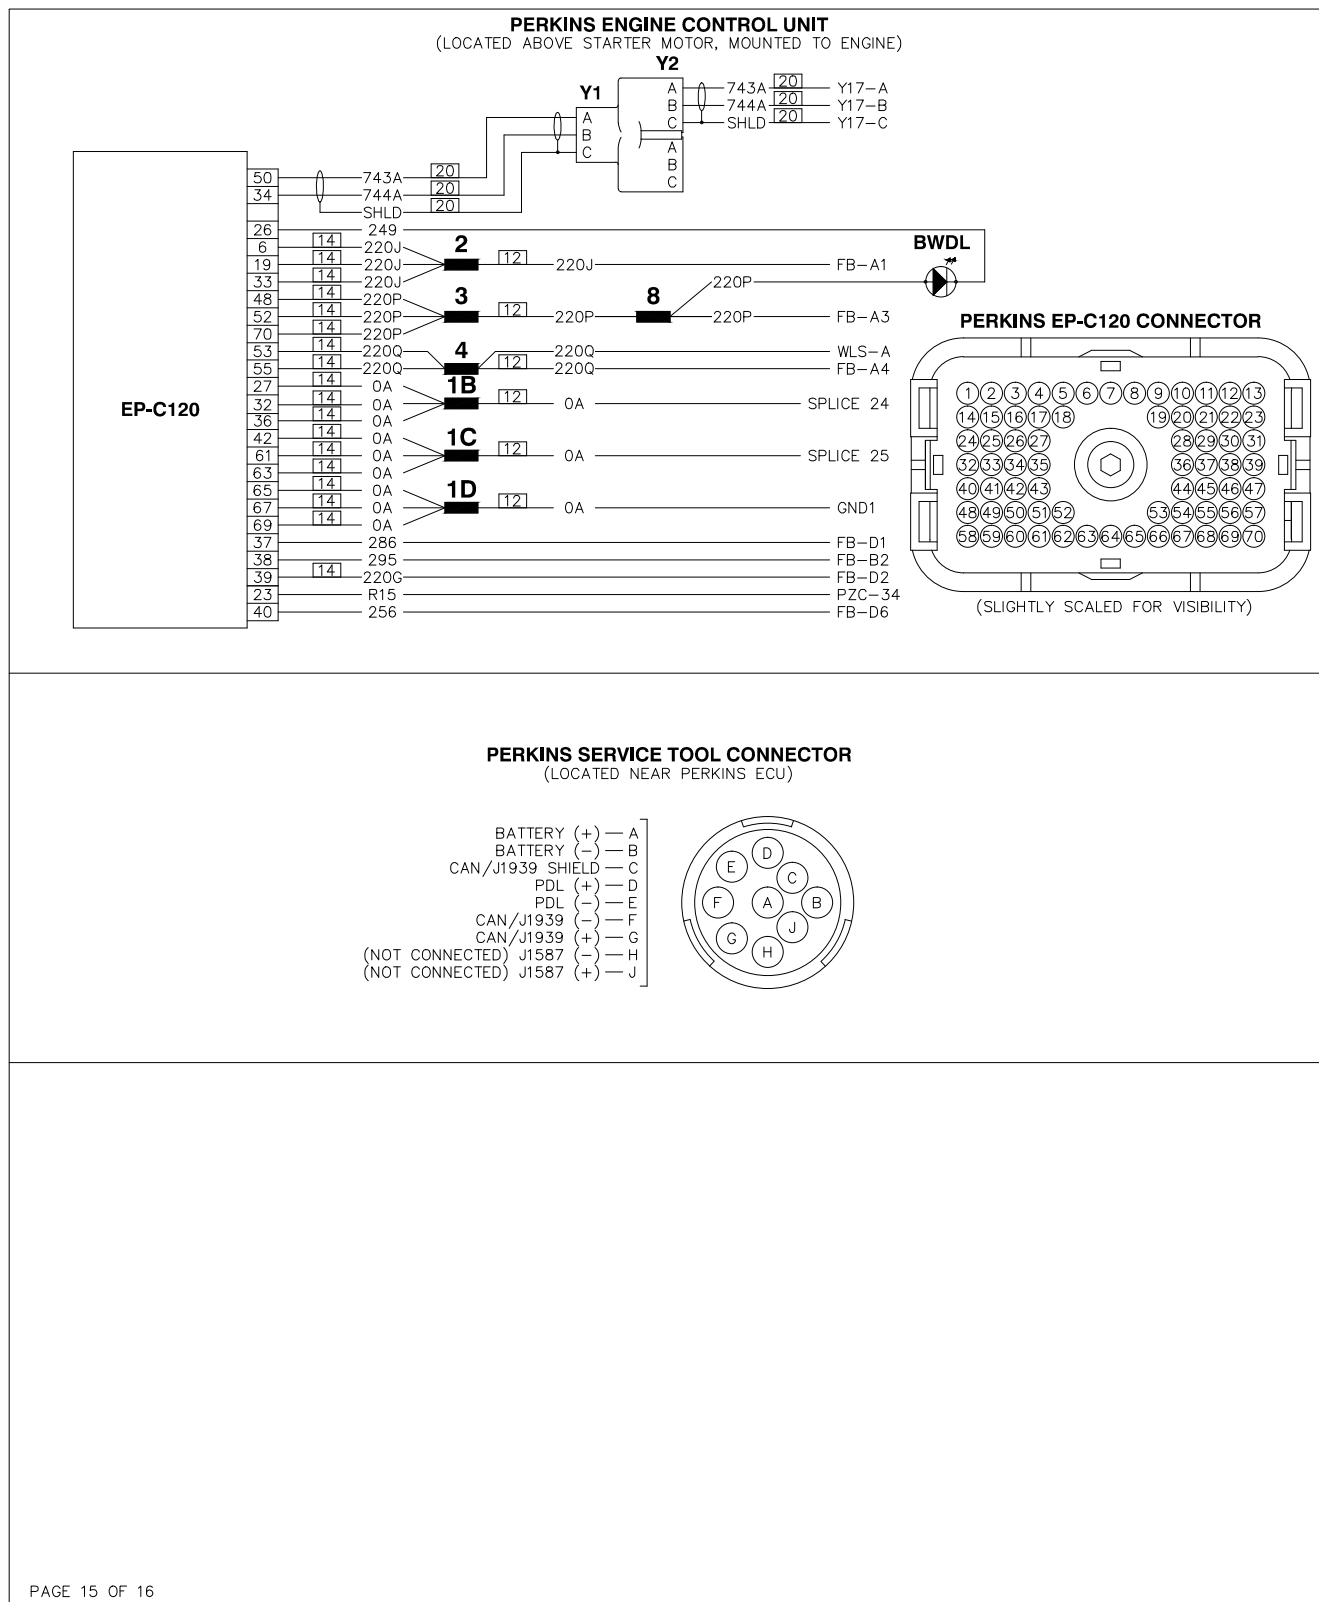 PERKINS ENGINE CONTROL UNIT
(LOCATED ABOVE STARTER MOTOR, MOUNTED TO ENGINE)
Y2
A 743A 20 Y17-A
Y1
B 744A 20 Y17-B
A
C SHLD 20 Y17-C
B
A
C
B
C
50 743A 20
34 744A 20
SHLD 20
26 249
BWDL
6 14 220J 2
19 14 220J 12 220J FB-A1
33 14 220J 220P
48 14 220P 3 8
52 14 220P 12 220P 220P FB-A3
70 14 220P
53 14 220Q 4 220Q WLS-A
55 14 220Q 12 220Q FB-A4
27 14 0A 1B
32 14 0A 12 0A SPLICE 24
36 14 0A
42 14 0A 1C
61 14 0A 12 0A SPLICE 25
63 14 0A
65 14 0A 1D
67 14 0A 12 0A GND1
69 14 0A
37 286 FB-D1
38 295 FB-B2
39 14 220G FB-D2
23 R15 PZC-34
40 256 FB-D6
EP-C120
PERKINS EP-C120 CONNECTOR
1 2 3 4 5 6 7 8 9 10 11 12 13
14 15 16 17 18 19 20 21 22 23
24 25 26 27 28 29 30 31
32 33 34 35 36 37 38 39
40 41 42 43 44 45 46 47
48 49 50 51 52 53 54 55 56 57
58 59 60 61 62 63 64 65 66 67 68 69 70
(SLIGHTLY SCALED FOR VISIBILITY)
PERKINS SERVICE TOOL CONNECTOR
(LOCATED NEAR PERKINS ECU)
BATTERY (+) A
BATTERY (-) B
CAN/J1939 SHIELD C
PDL (+) D
PDL (-) E
CAN/J1939 (-) F
CAN/J1939 (+) G
(NOT CONNECTED) J1587 (-) H
(NOT CONNECTED) J1587 (+) J
D
E
C
F A B
J
G
H
PAGE 15 OF 16